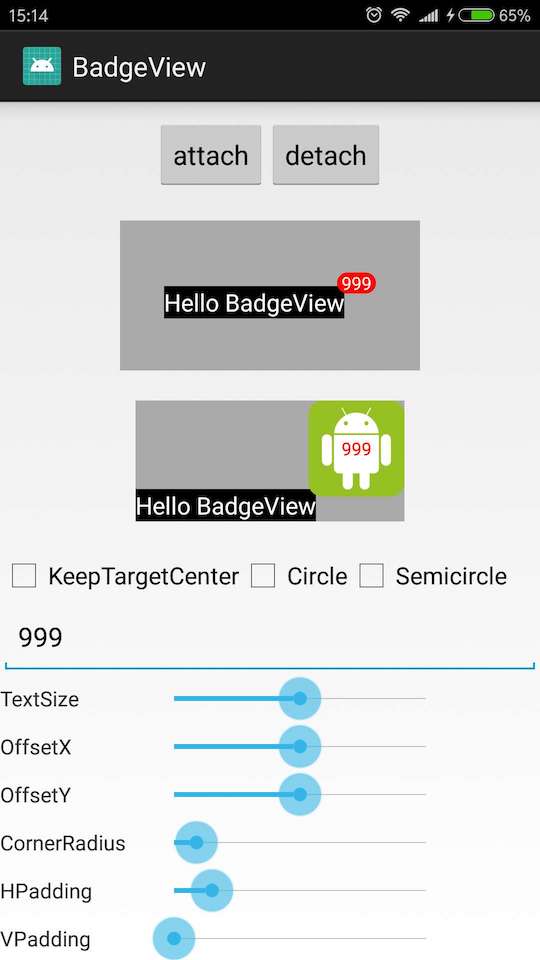 15:14 65%
BadgeView
attach detach
999
Hello BadgeView
999
Hello BadgeView
KeepTargetCenter Circle Semicircle
999
TextSize
OffsetX
OffsetY
CornerRadius
HPadding
VPadding